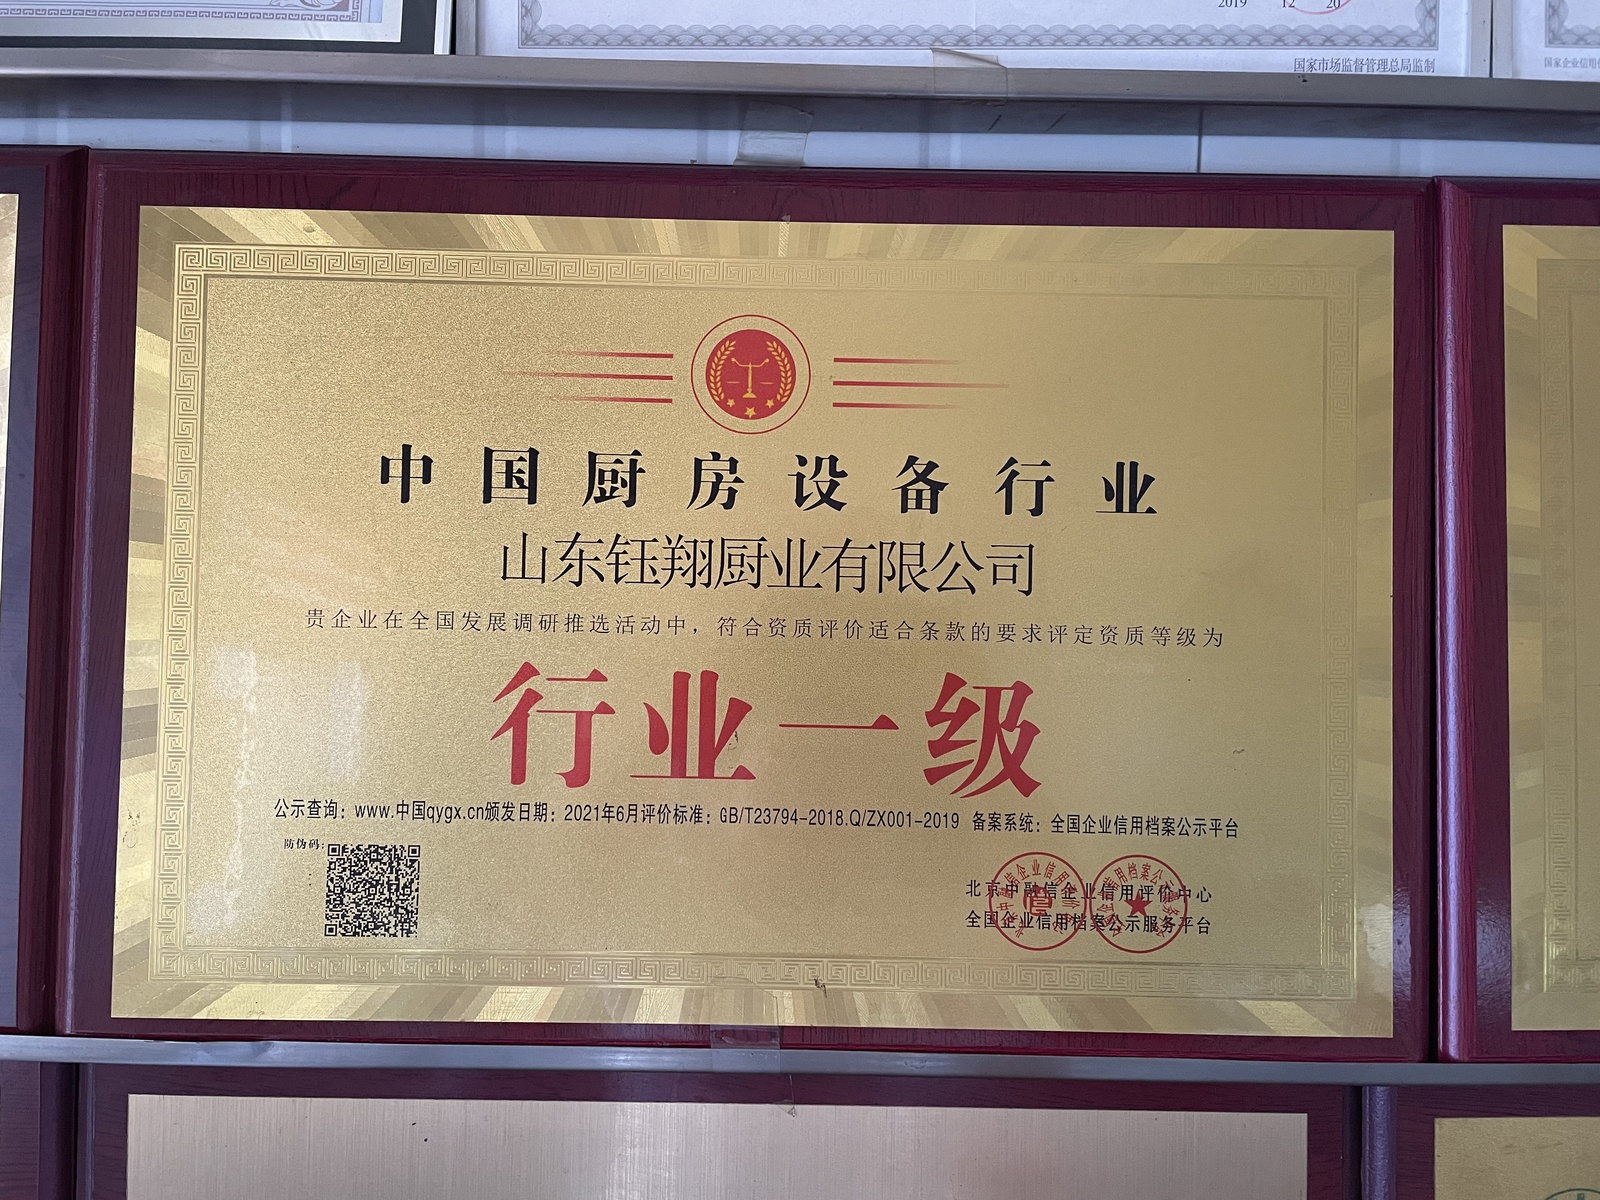 2019 12 20
国家市场监督管理总局监制
中国厨房设备行业
山东钰翔厨业有限公司
贵企业在全国发展调研推选活动中，符合资质评价适合条款的要求评定资质等级为
行业一级
公示查询：www.中国qygx.cn颁发日期：2021年6月评价标准：GB/T23794-2018.Q/ZX001-2019 备案系统：全国企业信用档案公示平台
防伪码：
北京中融信企业信用评价中心
全国企业信用档案公示服务平台